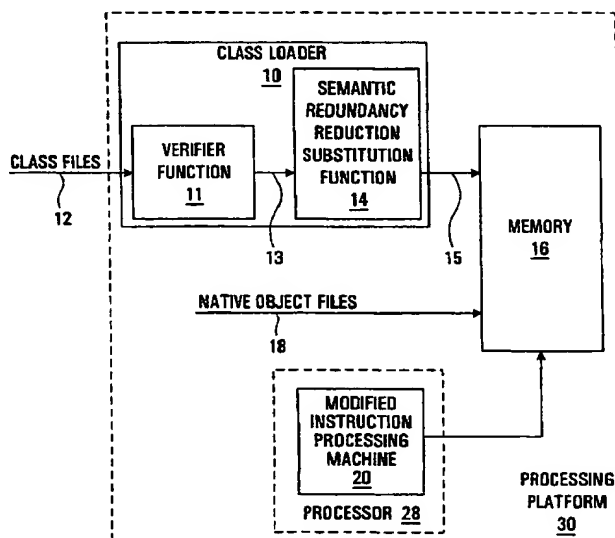 CLASS LOADER
10
SEMANTIC
REDUNDANCY
REDUCTION
SUBSTITUTION
FUNCTION
14
VERIFIER
FUNCTION
11
CLASS FILES
12
13
15
MEMORY
16
NATIVE OBJECT FILES
18
MODIFIED
INSTRUCTION
PROCESSING
MACHINE
20
PROCESSOR 28
PROCESSING
PLATFORM
30